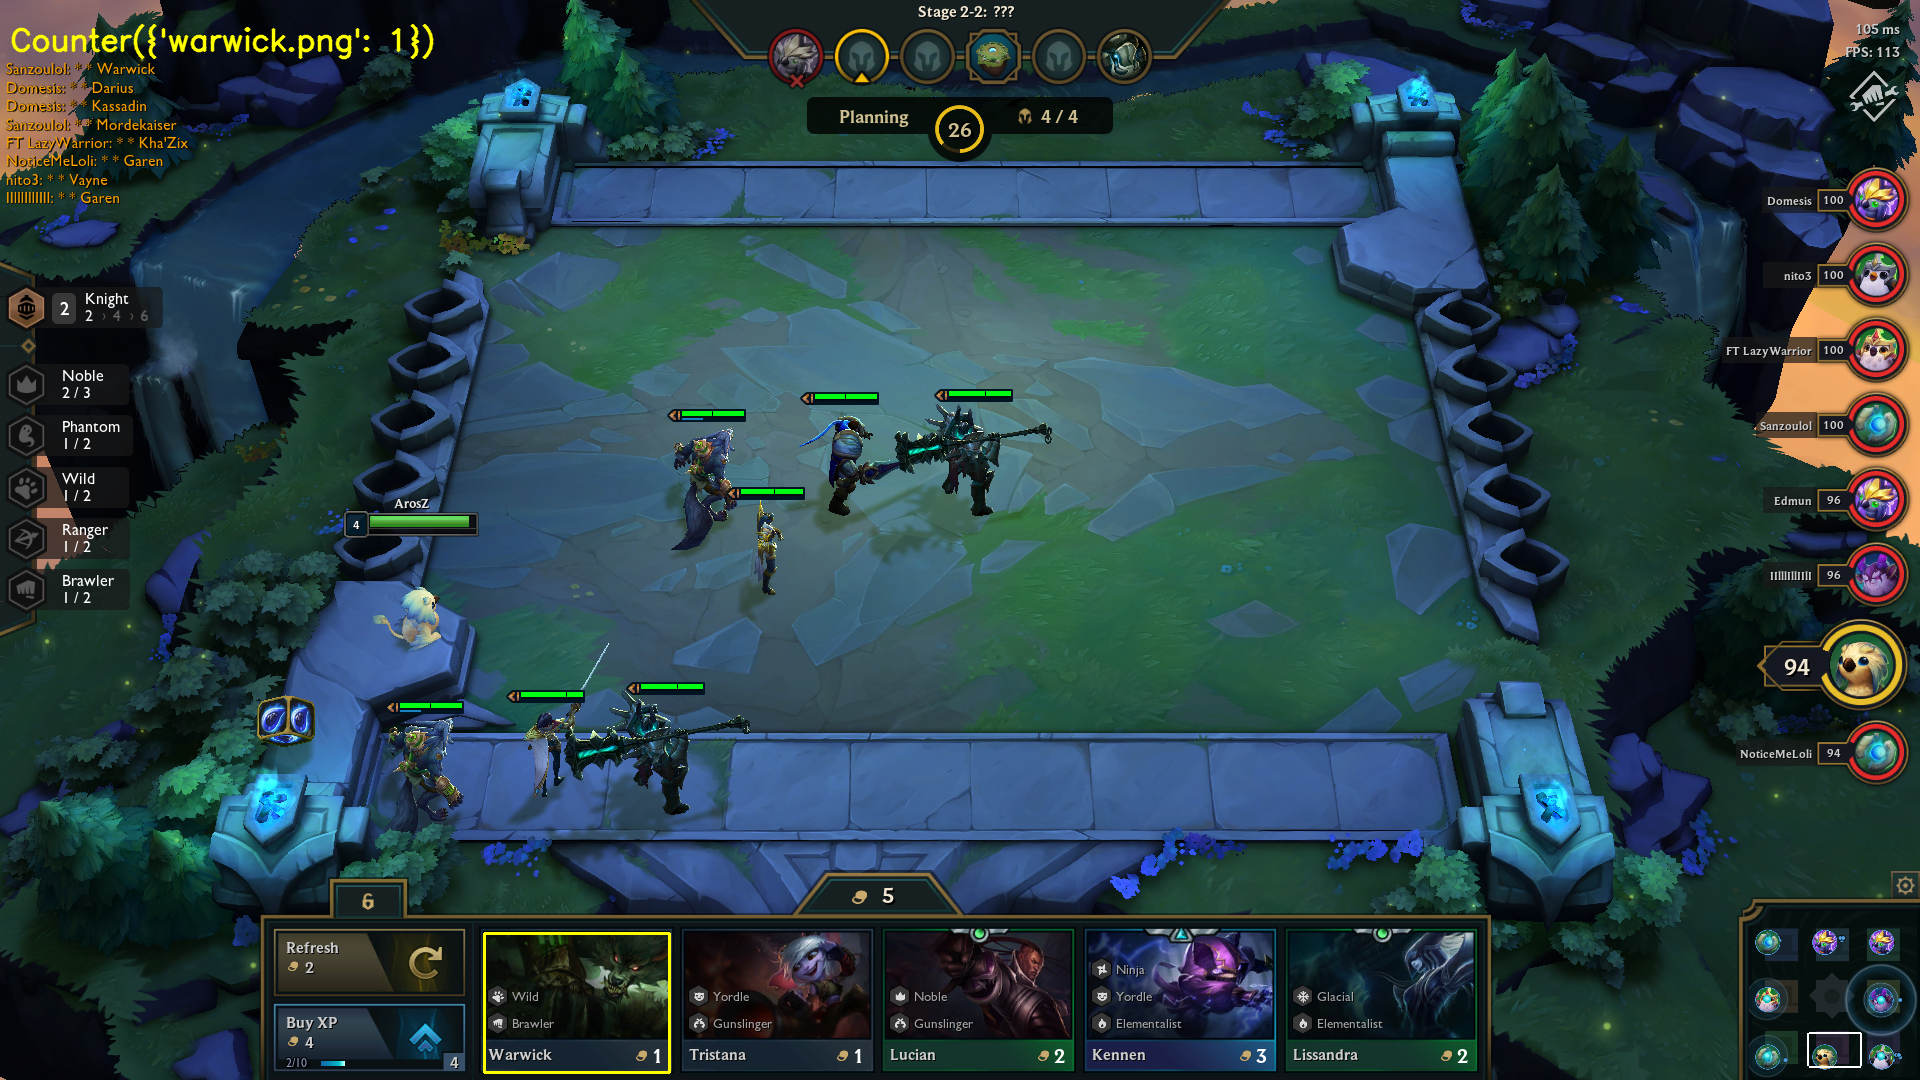 Stage 2-2: ???
Counter({'warwick.png': 1})
105 ms
FPS: 113
Sanzoulol: * * Warwick
Domesis: * * Darius
Domesis: * * Kassadin
Sanzoulol: * * Mordekaiser
FT LazyWarrior: * * Kha'Zix
NoticeMeLoli: * * Garen
nito3: * * Vayne
Planning
26
4 / 4
Domesis 100
nito3 100
FT LazyWarrior 100
Sanzoulol 100
Edmun 96
96
94
NoticeMeLoli 94
2
Knight
2 › 4 › 6
Noble
2 / 3
Phantom
1 / 2
Wild
1 / 2
Ranger
1 / 2
Brawler
1 / 2
ArosZ
4
6
5
Refresh
2
Buy XP
4
2/10
4
Wild
Brawler
Warwick 1
Yordle
Gunslinger
Tristana 1
Noble
Gunslinger
Lucian 2
Ninja
Yordle
Elementalist
Kennen 3
Glacial
Elementalist
Lissandra 2